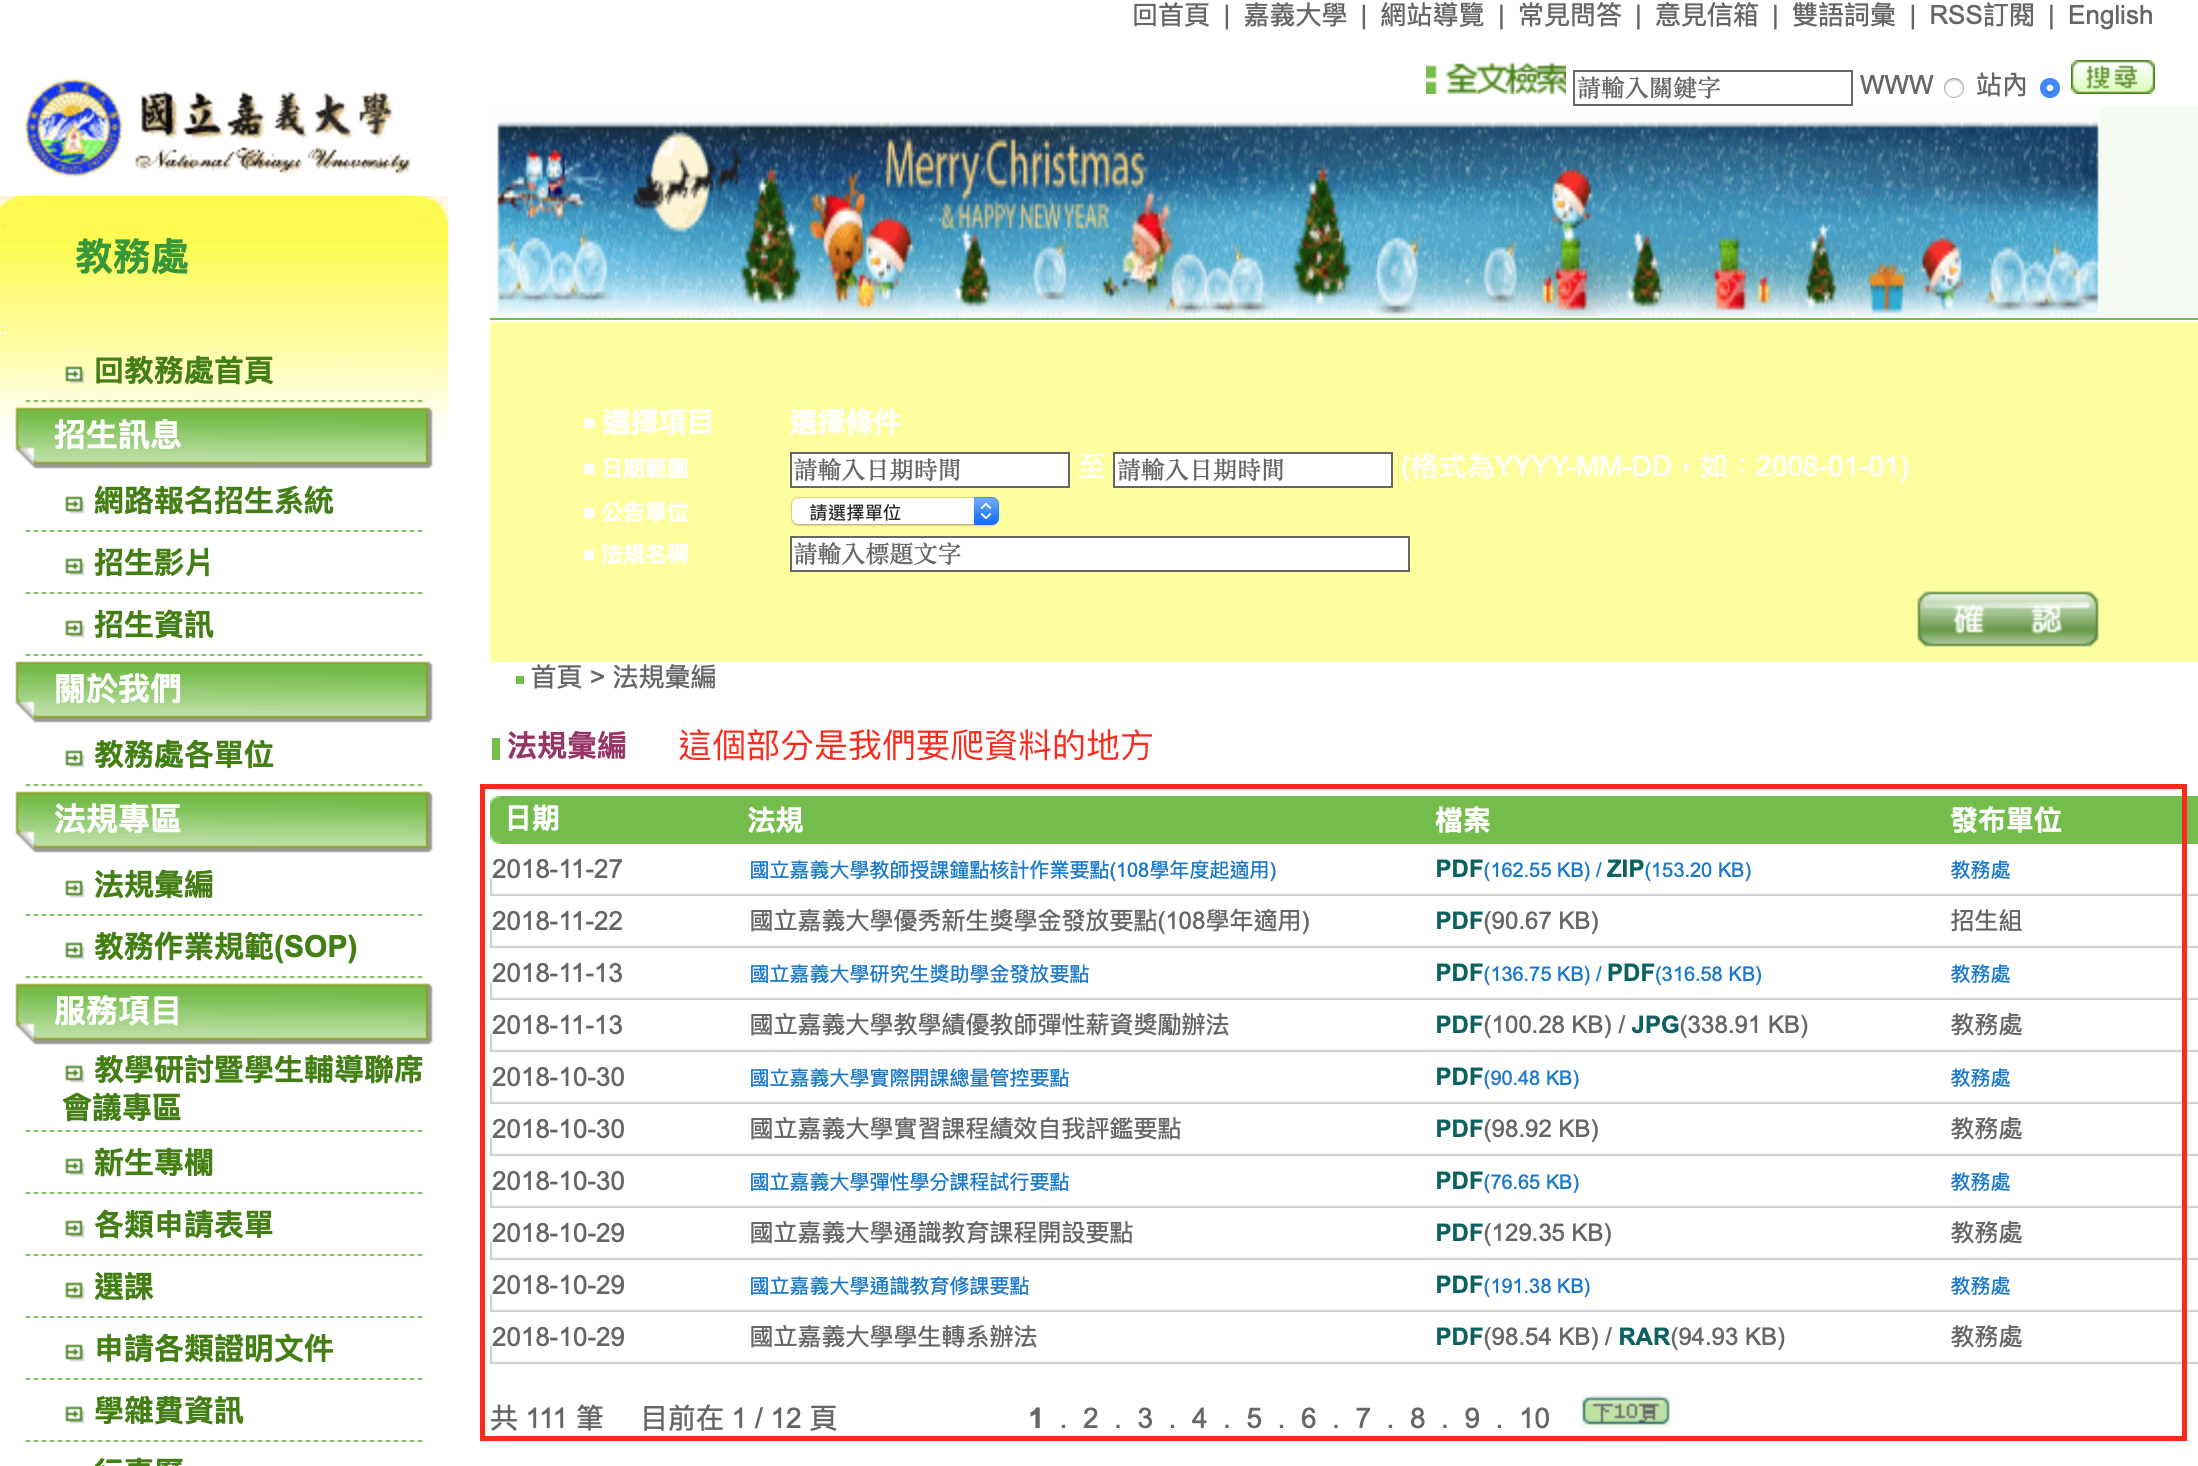 回首頁 | 嘉義大學 | 網站導覽 | 常見問答 | 意見信箱 | 雙語詞彙 | RSS訂閱 | English
全文檢索 請輸入關鍵字 WWW 站內 搜尋
國立嘉義大學
National Chiayi University
Merry Christmas
& HAPPY NEW YEAR
教務處
回教務處首頁
招生訊息
網路報名招生系統
招生影片
招生資訊
關於我們
教務處各單位
法規專區
法規彙編
教務作業規範(SOP)
服務項目
教學研討暨學生輔導聯席
會議專區
新生專欄
各類申請表單
選課
申請各類證明文件
學雜費資訊
行事曆
選擇項目 選擇條件
日期範圍 請輸入日期時間 至 請輸入日期時間 (格式為YYYY-MM-DD，如：2008-01-01)
公告單位 請選擇單位
法規名稱 請輸入標題文字
確 認
首頁 > 法規彙編
法規彙編 這個部分是我們要爬資料的地方
日期 法規 檔案 發布單位
2018-11-27 國立嘉義大學教師授課鐘點核計作業要點(108學年度起適用) PDF(162.55 KB) / ZIP(153.20 KB) 教務處
2018-11-22 國立嘉義大學優秀新生獎學金發放要點(108學年適用) PDF(90.67 KB) 招生組
2018-11-13 國立嘉義大學研究生獎助學金發放要點 PDF(136.75 KB) / PDF(316.58 KB) 教務處
2018-11-13 國立嘉義大學教學績優教師彈性薪資獎勵辦法 PDF(100.28 KB) / JPG(338.91 KB) 教務處
2018-10-30 國立嘉義大學實際開課總量管控要點 PDF(90.48 KB) 教務處
2018-10-30 國立嘉義大學實習課程績效自我評鑑要點 PDF(98.92 KB) 教務處
2018-10-30 國立嘉義大學彈性學分課程試行要點 PDF(76.65 KB) 教務處
2018-10-29 國立嘉義大學通識教育課程開設要點 PDF(129.35 KB) 教務處
2018-10-29 國立嘉義大學通識教育修課要點 PDF(191.38 KB) 教務處
2018-10-29 國立嘉義大學學生轉系辦法 PDF(98.54 KB) / RAR(94.93 KB) 教務處
共 111 筆 目前在 1 / 12 頁 1 . 2 . 3 . 4 . 5 . 6 . 7 . 8 . 9 . 10 下10頁